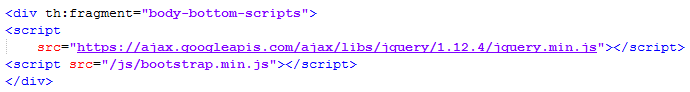 <div th:fragment="body-bottom-scripts">
<script
src="https://ajax.googleapis.com/ajax/libs/jquery/1.12.4/jquery.min.js"></script>
<script src="/js/bootstrap.min.js"></script>
</div>